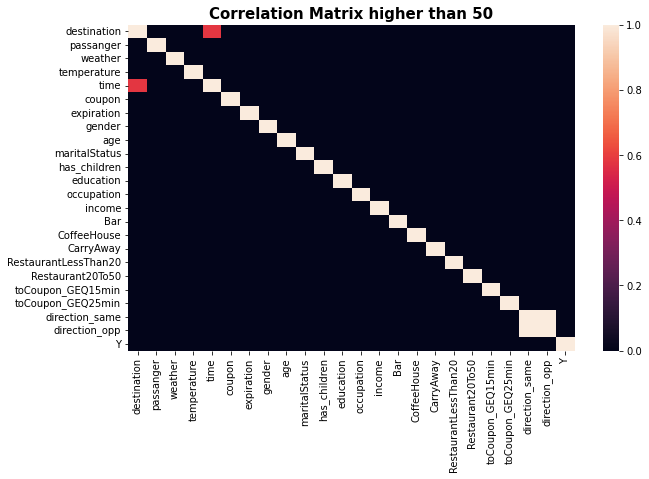 Correlation Matrix higher than 50
destination
passanger
weather
temperature
time
coupon
expiration
gender
age
maritalStatus
has_children
education
occupation
income
Bar
CoffeeHouse
CarryAway
RestaurantLessThan20
Restaurant20To50
toCoupon_GEQ15min
toCoupon_GEQ25min
direction_same
direction_opp
Y
destination
passanger
weather
temperature
time
coupon
expiration
gender
age
maritalStatus
has_children
education
occupation
income
Bar
CoffeeHouse
CarryAway
RestaurantLessThan20
Restaurant20To50
toCoupon_GEQ15min
toCoupon_GEQ25min
direction_same
direction_opp
Y
1.0
0.8
0.6
0.4
0.2
0.0